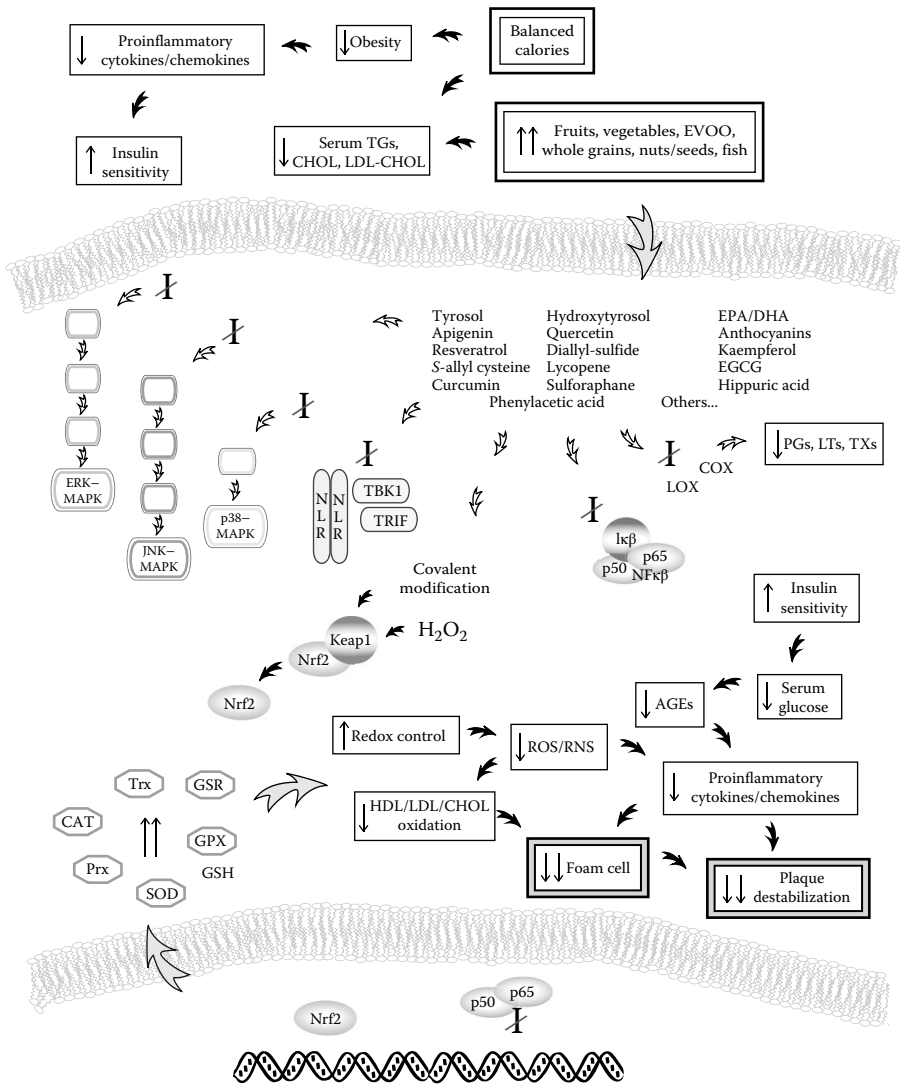 Proinflammatory
cytokines/chemokines
↓
Obesity
↓
Balanced
calories
Insulin
sensitivity
↑
Serum TGs,
CHOL, LDL-CHOL
↓
Fruits, vegetables, EVOO,
whole grains, nuts/seeds, fish
↑↑
I
I
I
Tyrosol
Apigenin
Resveratrol
S-allyl cysteine
Curcumin
Hydroxytyrosol
Quercetin
Diallyl-sulfide
Lycopene
Sulforaphane
EPA/DHA
Anthocyanins
Kaempferol
EGCG
Hippuric acid
Phenylacetic acid
Others...
ERK–
MAPK
JNK–
MAPK
p38–
MAPK
I
NLR
NLR
TBK1
TRIF
I
COX
LOX
↓PGs, LTs, TXs
I
Iκβ
p65
p50
NFκβ
Covalent
modification
Keap1
H₂O₂
Nrf2
Nrf2
Insulin
sensitivity
↑
Serum
glucose
↓
↓AGEs
↑Redox control
↓ROS/RNS
Proinflammatory
cytokines/chemokines
↓
HDL/LDL/CHOL
oxidation
↓
↓↓Foam cell
Plaque
destabilization
↓↓
Trx
GSR
CAT
↑↑
GPX
GSH
Prx
SOD
Nrf2
p50
p65
I